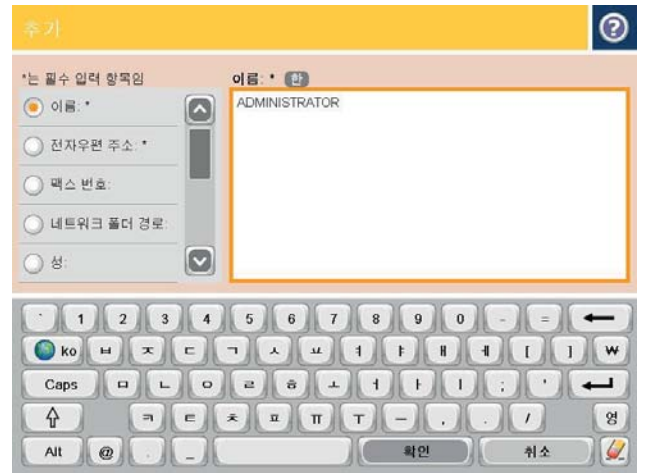 추가
*는 필수 입력 항목임
이름: * 한
ADMINISTRATOR
이름: *
전자우편 주소: *
팩스 번호:
네트워크 폴더 경로:
성:
` 1 2 3 4 5 6 7 8 9 0 - =
ko ㅂ ㅈ ㄷ ㄱ ㅅ ㅛ ㅕ ㅑ ㅐ ㅔ [ ] ₩
Caps ㅁ ㄴ ㅇ ㄹ ㅎ ㅗ ㅓ ㅏ ㅣ ; '
ㅋ ㅌ ㅊ ㅍ ㅠ ㅜ ㅡ , . / 영
Alt @ . _ 확인 취소